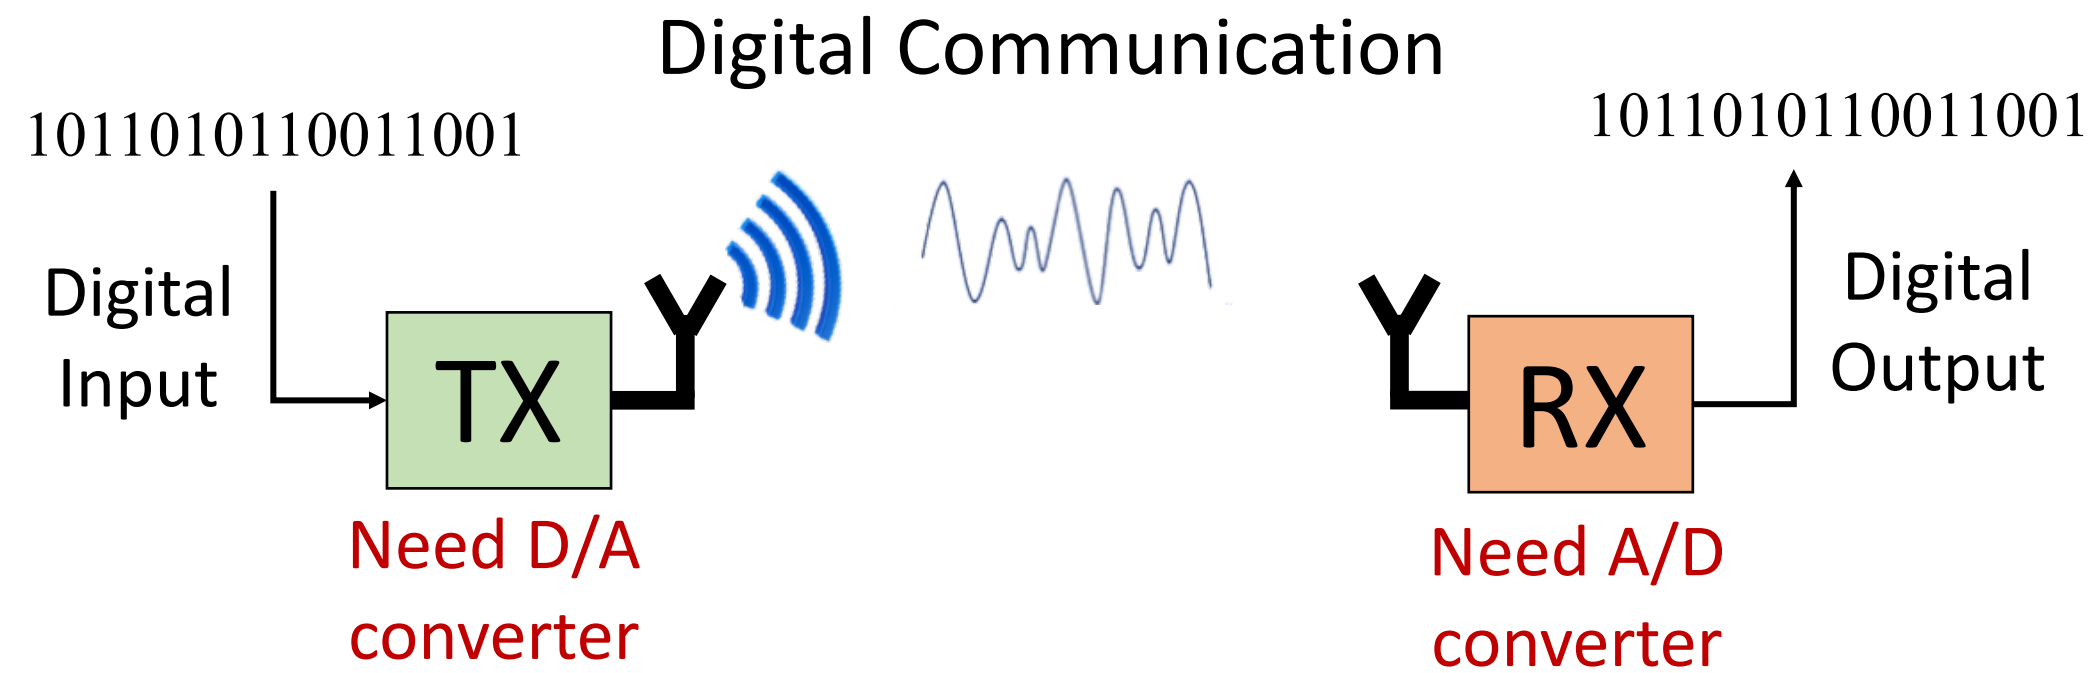 Digital Communication
1011010110011001
1011010110011001
Digital
Input
TX
RX
Digital
Output
Need D/A
converter
Need A/D
converter